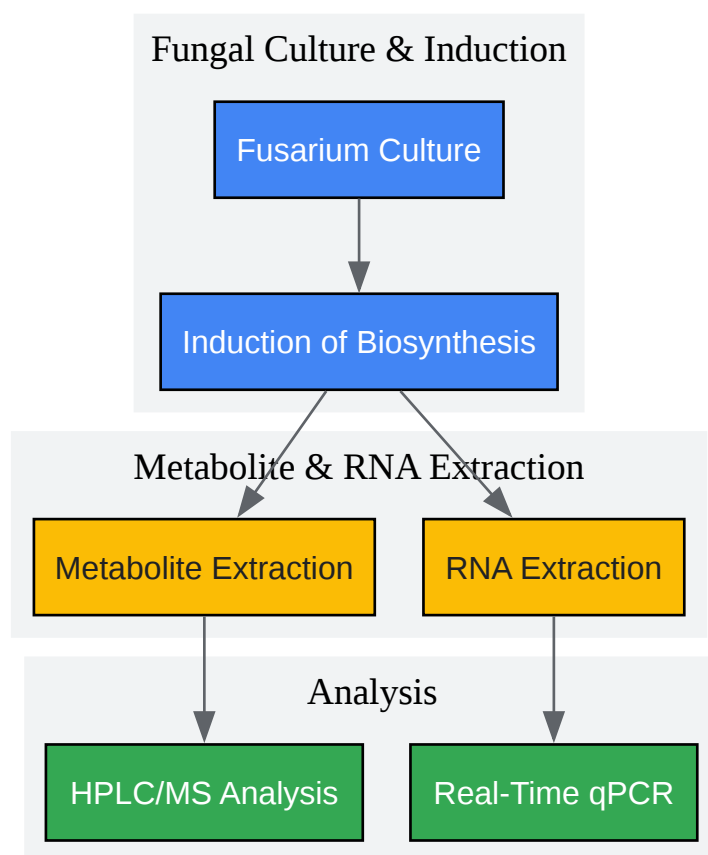 Fungal Culture & Induction
Fusarium Culture
Induction of Biosynthesis
Metabolite & RNA Extraction
Metabolite Extraction
RNA Extraction
Analysis
HPLC/MS Analysis
Real-Time qPCR